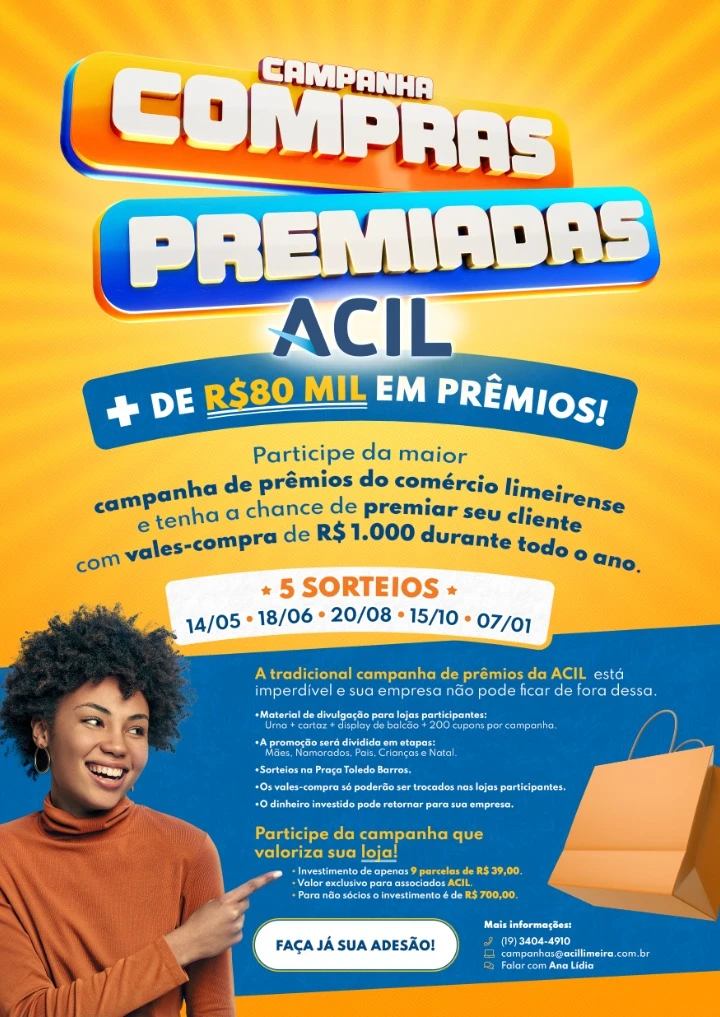 CAMPANHA
COMPRAS
PREMIADAS
ACIL
+ DE R$80 MIL EM PRÊMIOS!
Participe da maior
campanha de prêmios do comércio limeirense
e tenha a chance de premiar seu cliente
com vales-compra de R$ 1.000 durante todo o ano.
★ 5 SORTEIOS ★
14/05 • 18/06 • 20/08 • 15/10 • 07/01
A tradicional campanha de prêmios da ACIL está
imperdível e sua empresa não pode ficar de fora dessa.
•Material de divulgação para lojas participantes:
Urna + cartaz + display de balcão + 200 cupons por campanha.
•A promoção será dividida em etapas:
Mães, Namorados, Pais, Crianças e Natal.
•Sorteios na Praça Toledo Barros.
•Os vales-compra só poderão ser trocados nas lojas participantes.
•O dinheiro investido pode retornar para sua empresa.
Participe da campanha que
valoriza sua loja!
• Investimento de apenas 9 parcelas de R$ 39,00.
• Valor exclusivo para associados ACIL.
• Para não sócios o investimento é de R$ 700,00.
FAÇA JÁ SUA ADESÃO!
Mais informações:
(19) 3404-4910
campanhas@acillimeira.com.br
Falar com Ana Lídia